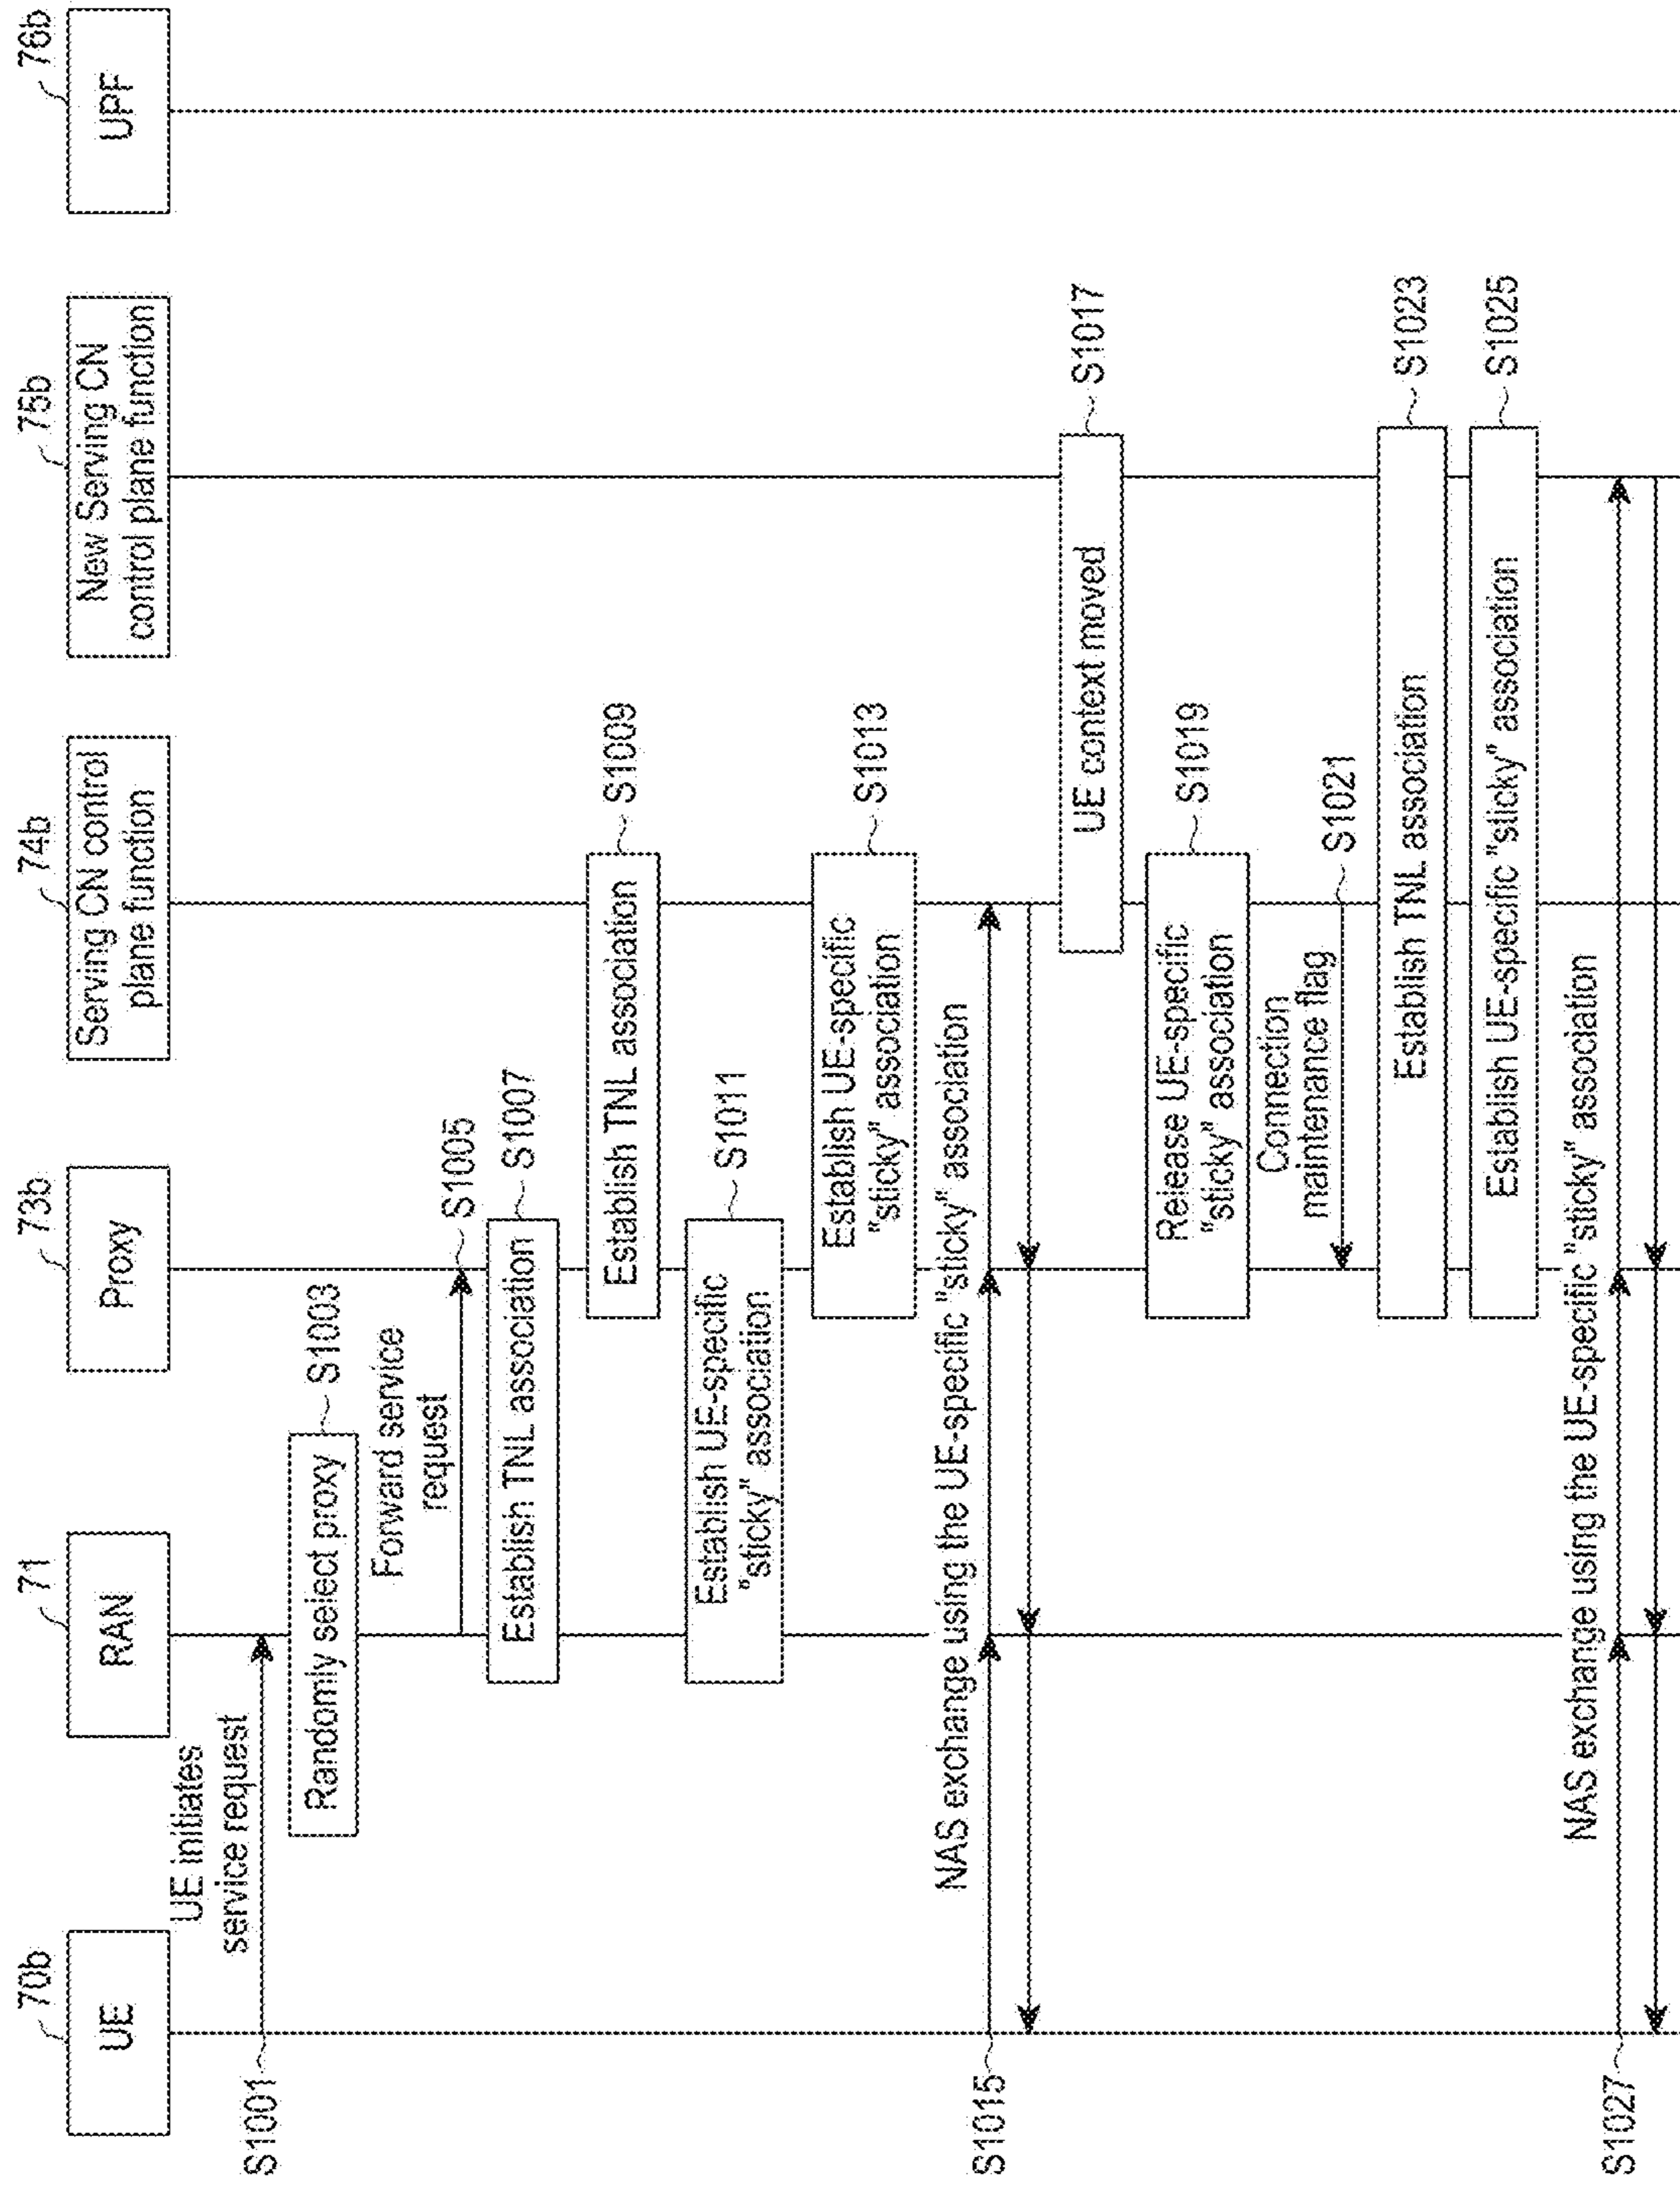 70b
UE
71
RAN
73b
Proxy
74b
Serving CN control
plane function
75b
New Serving CN
control plane function
76b
UPF
S1001
UE initiates
service request
Randomly select proxy
S1003
Forward service
request
S1005
Establish TNL association
S1007
Establish TNL association
S1009
Establish UE-specific
"sticky" association
S1011
Establish UE-specific
"sticky" association
S1013
NAS exchange using the UE-specific "sticky" association
S1015
UE context moved
S1017
Release UE-specific
"sticky" association
S1019
Connection
maintenance flag
S1021
Establish TNL association
S1023
Establish UE-specific "sticky" association
S1025
NAS exchange using the UE-specific "sticky" association
S1027